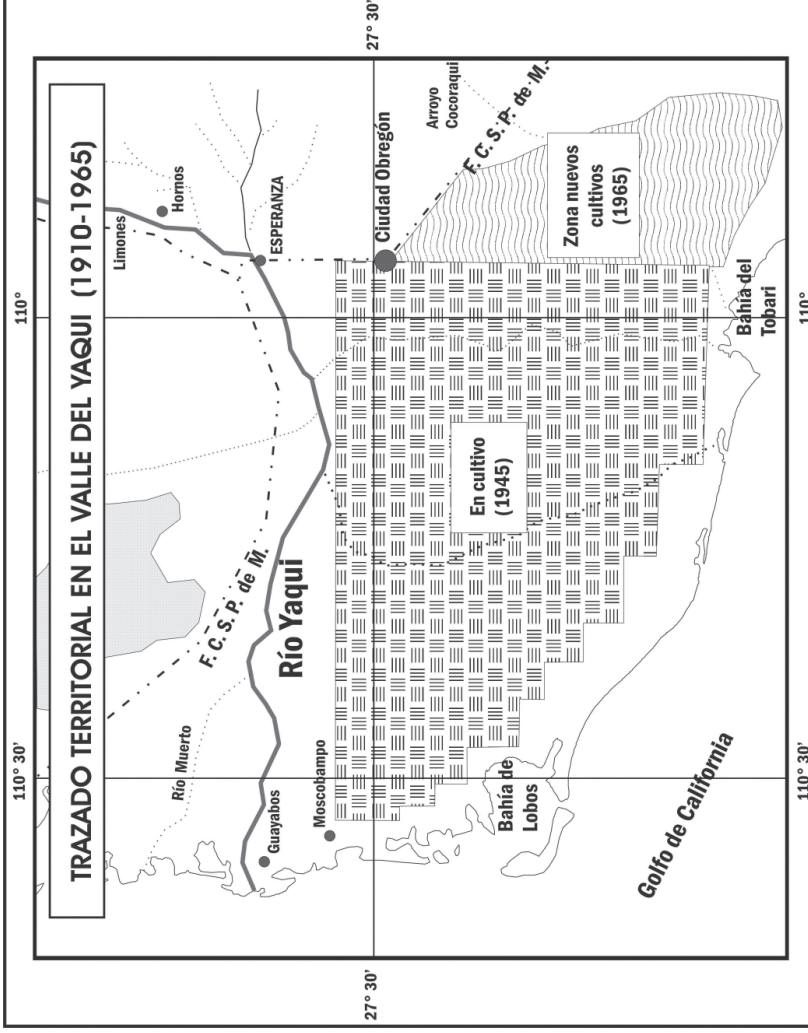 TRAZADO TERRITORIAL EN EL VALLE DEL YAQUI (1910-1965)
110° 30'
110°
Limones
Hornos
ESPERANZA
Río Muerto
F. C. S. P. de M.
Río Yaqui
Guayabos
Moscobampo
27° 30'
27° 30'
Ciudad Obregón
Arroyo
Cocoraqui
F. C. S. P. de M.
En cultivo
(1945)
Zona nuevos
cultivos
(1965)
Bahía de
Lobos
Bahía del
Tobari
Golfo de California
110° 30'
110°